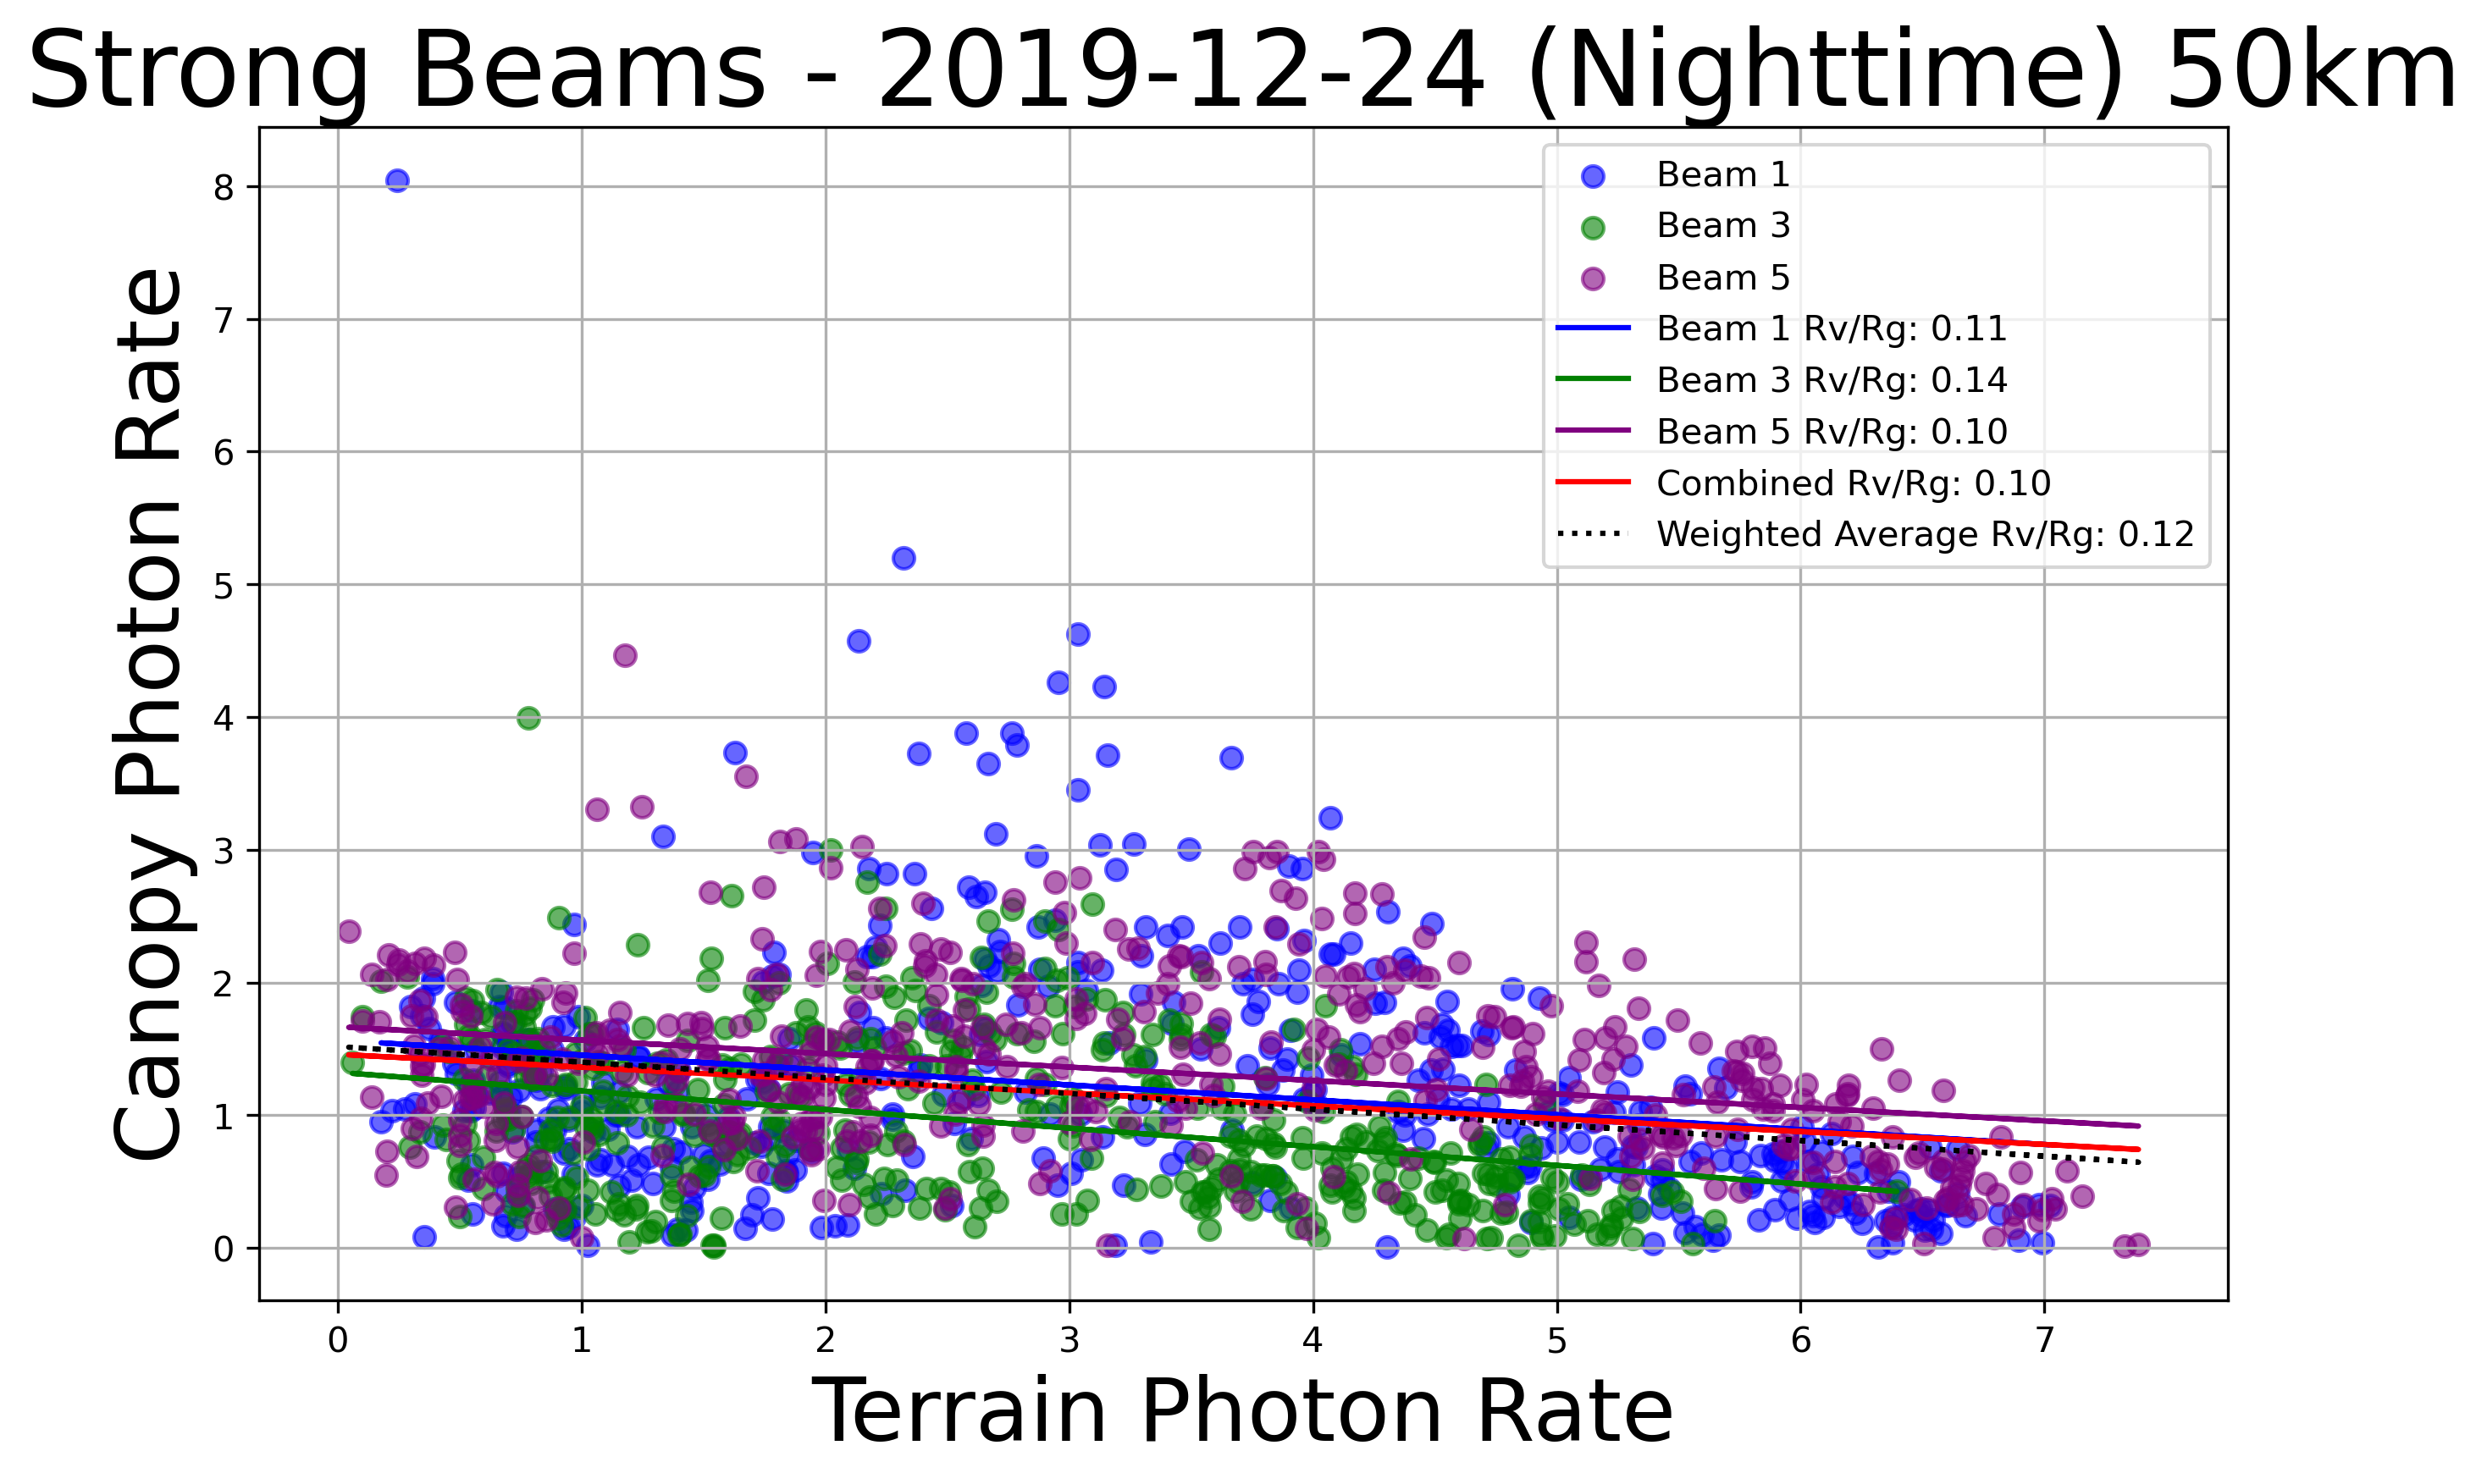 Strong Beams - 2019-12-24 (Nighttime) 50km
Canopy Photon Rate
8
7
6
5
4
3
2
1
0
Beam 1
Beam 3
Beam 5
Beam 1 Rv/Rg: 0.11
Beam 3 Rv/Rg: 0.14
Beam 5 Rv/Rg: 0.10
Combined Rv/Rg: 0.10
Weighted Average Rv/Rg: 0.12
0 1 2 3 4 5 6 7
Terrain Photon Rate